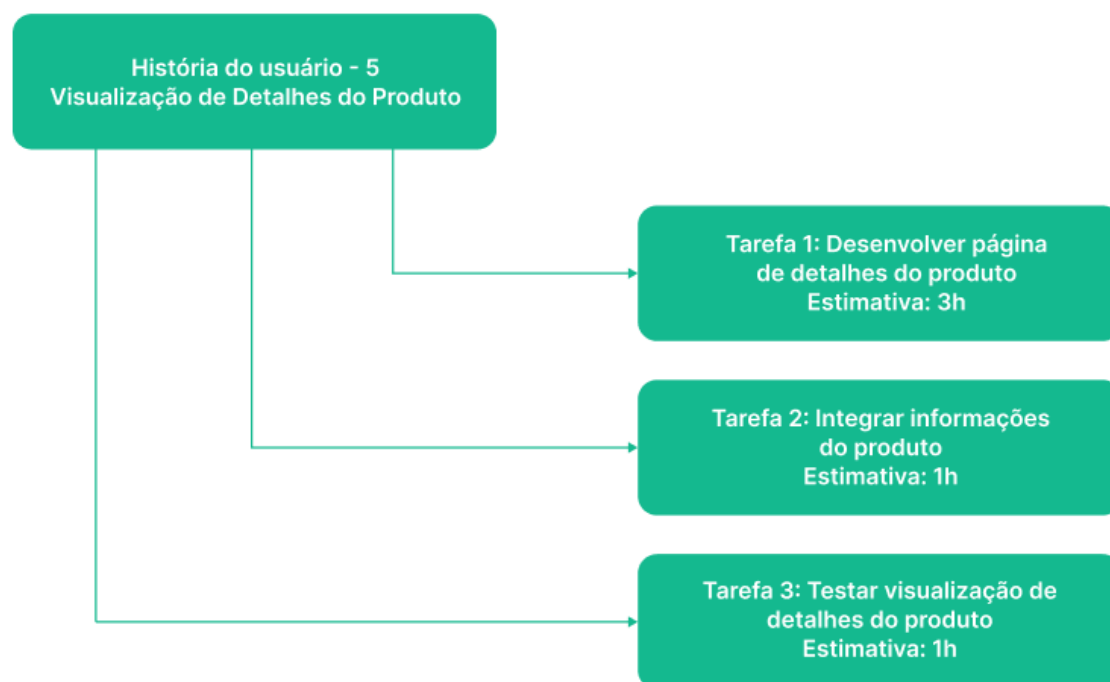 História do usuário - 5
Visualização de Detalhes do Produto
Tarefa 1: Desenvolver página
de detalhes do produto
Estimativa: 3h
Tarefa 2: Integrar informações
do produto
Estimativa: 1h
Tarefa 3: Testar visualização de
detalhes do produto
Estimativa: 1h